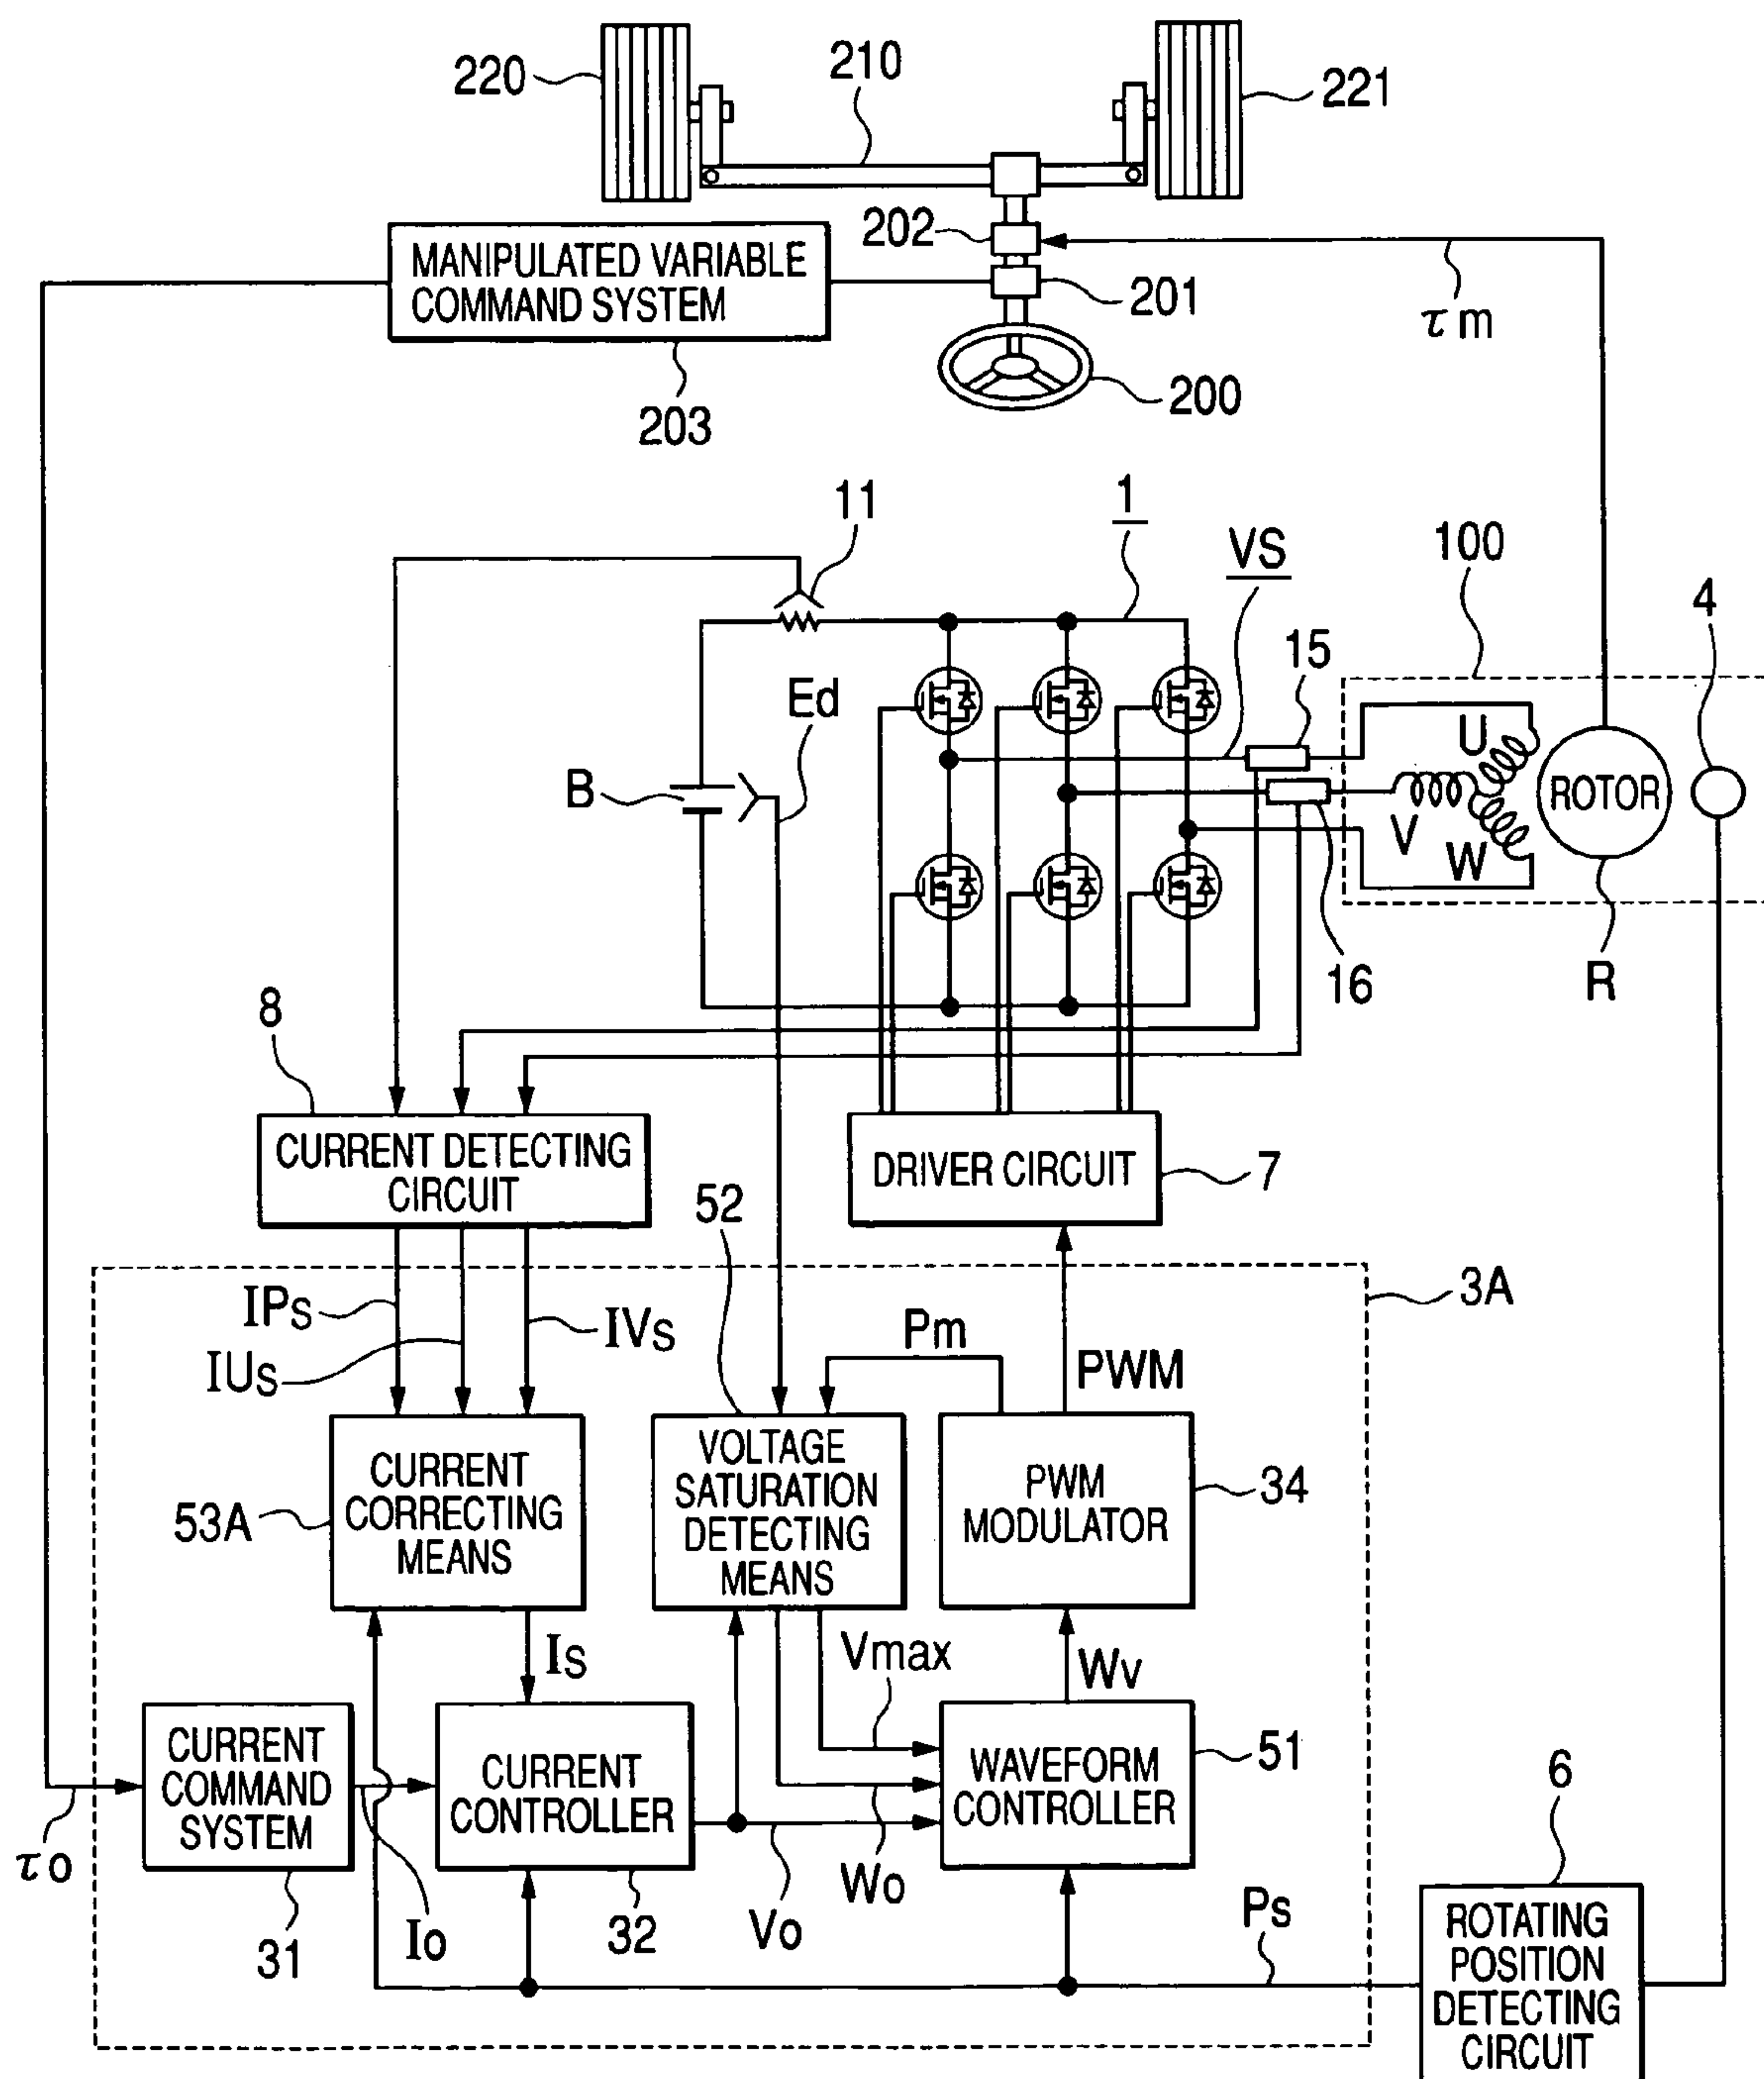 220
210
221
202
MANIPULATED VARIABLE
COMMAND SYSTEM
201
τm
200
203
11
1
VS
100
4
15
Ed
U
B
ROTOR
V
W
16
R
8
CURRENT DETECTING
CIRCUIT
DRIVER CIRCUIT
7
52
3A
IPs
IVs
Pm
IUs
PWM
VOLTAGE
SATURATION
DETECTING
MEANS
CURRENT
CORRECTING
MEANS
53A
PWM
MODULATOR
34
Is
Vmax
Wv
CURRENT
COMMAND
SYSTEM
CURRENT
CONTROLLER
WAVEFORM
CONTROLLER
51
6
τo
Wo
Ps
31
Io
32
Vo
ROTATING
POSITION
DETECTING
CIRCUIT